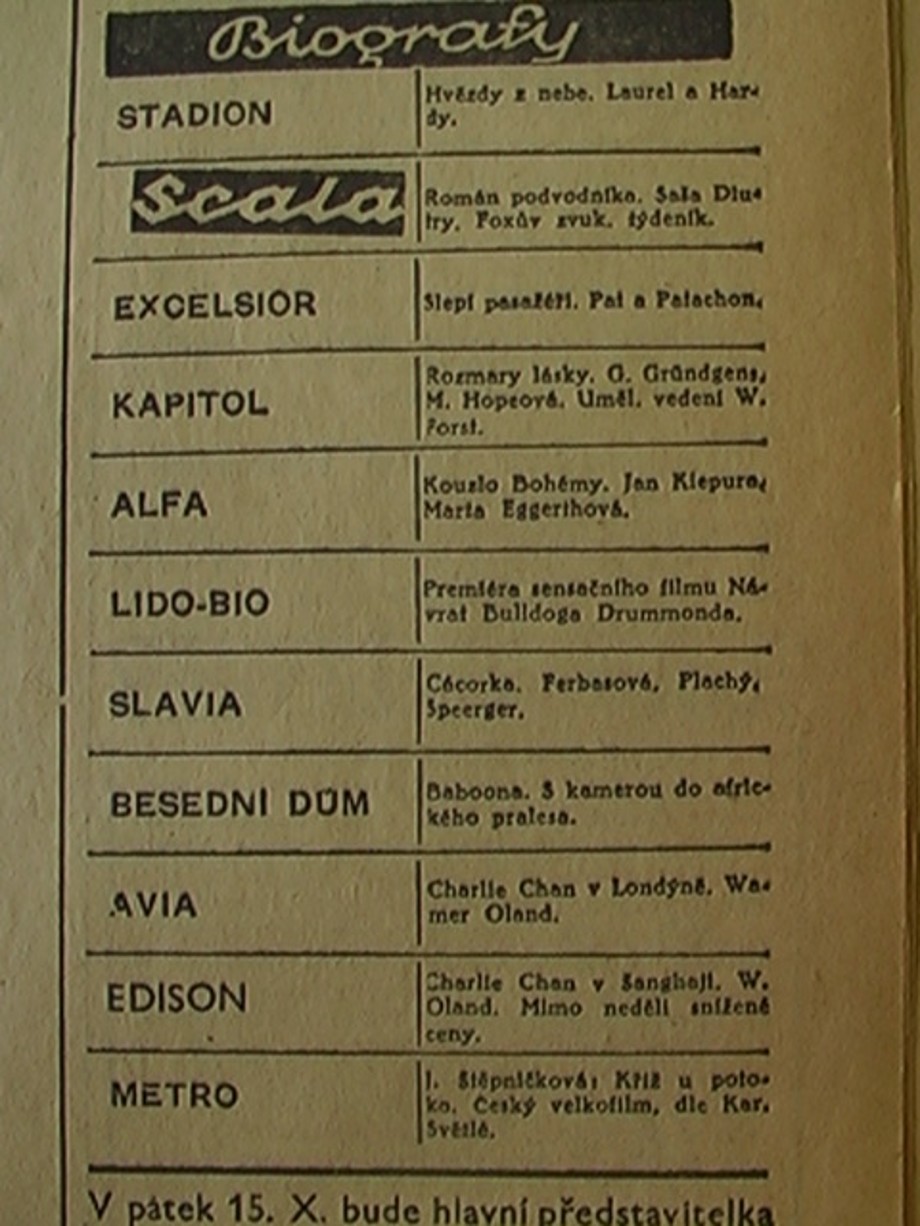 Biografy
STADION
Hvězdy z nebe. Laurel a Har-
dy.
Scala
Román podvodníka. Saša Diu-
try. Foxův zvuk. týdeník.
EXCELSIOR
Slepí pasažéři. Pat a Patachon.
KAPITOL
Rozmary lásky. G. Gründgens,
M. Hopeová. Uměl. vedení W.
Forst.
ALFA
Kouzlo Bohémy. Jan Kiepura,
Marta Eggerthová.
LIDO-BIO
Premiéra sensačního filmu Ná-
vrat Bulldoga Drummonda.
SLAVIA
Cácorka. Ferbasová, Plachý,
Speerger.
BESEDNÍ DŮM
Baboona. S kamerou do afric-
kého pralesa.
AVIA
Charlie Chan v Londýně. Wa-
rner Oland.
EDISON
Charlie Chan v Šanghaji. W.
Oland. Mimo neděli snížené
ceny.
METRO
J. Štěpničková: Kříž u poto-
ka. Český velkofilm, dle Kar.
Světlé.
V pátek 15. X. bude hlavní představitelka